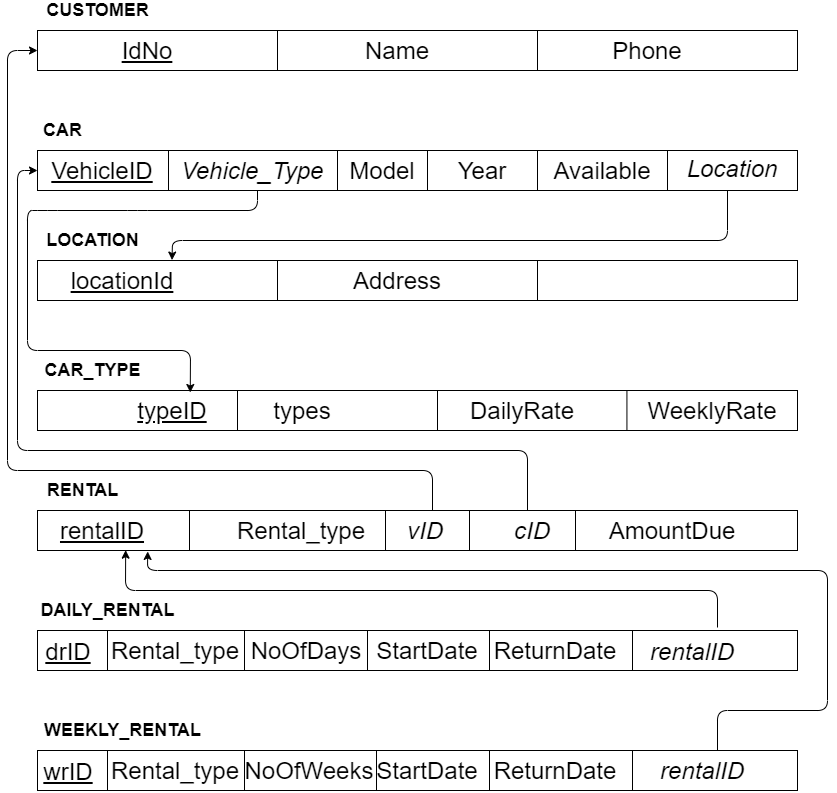 CUSTOMER
IdNo Name Phone
CAR
VehicleID Vehicle_Type Model Year Available Location
LOCATION
locationId Address
CAR_TYPE
typeID types DailyRate WeeklyRate
RENTAL
rentalID Rental_type vID cID AmountDue
DAILY_RENTAL
drID Rental_type NoOfDays StartDate ReturnDate rentalID
WEEKLY_RENTAL
wrID Rental_type NoOfWeeks StartDate ReturnDate rentalID